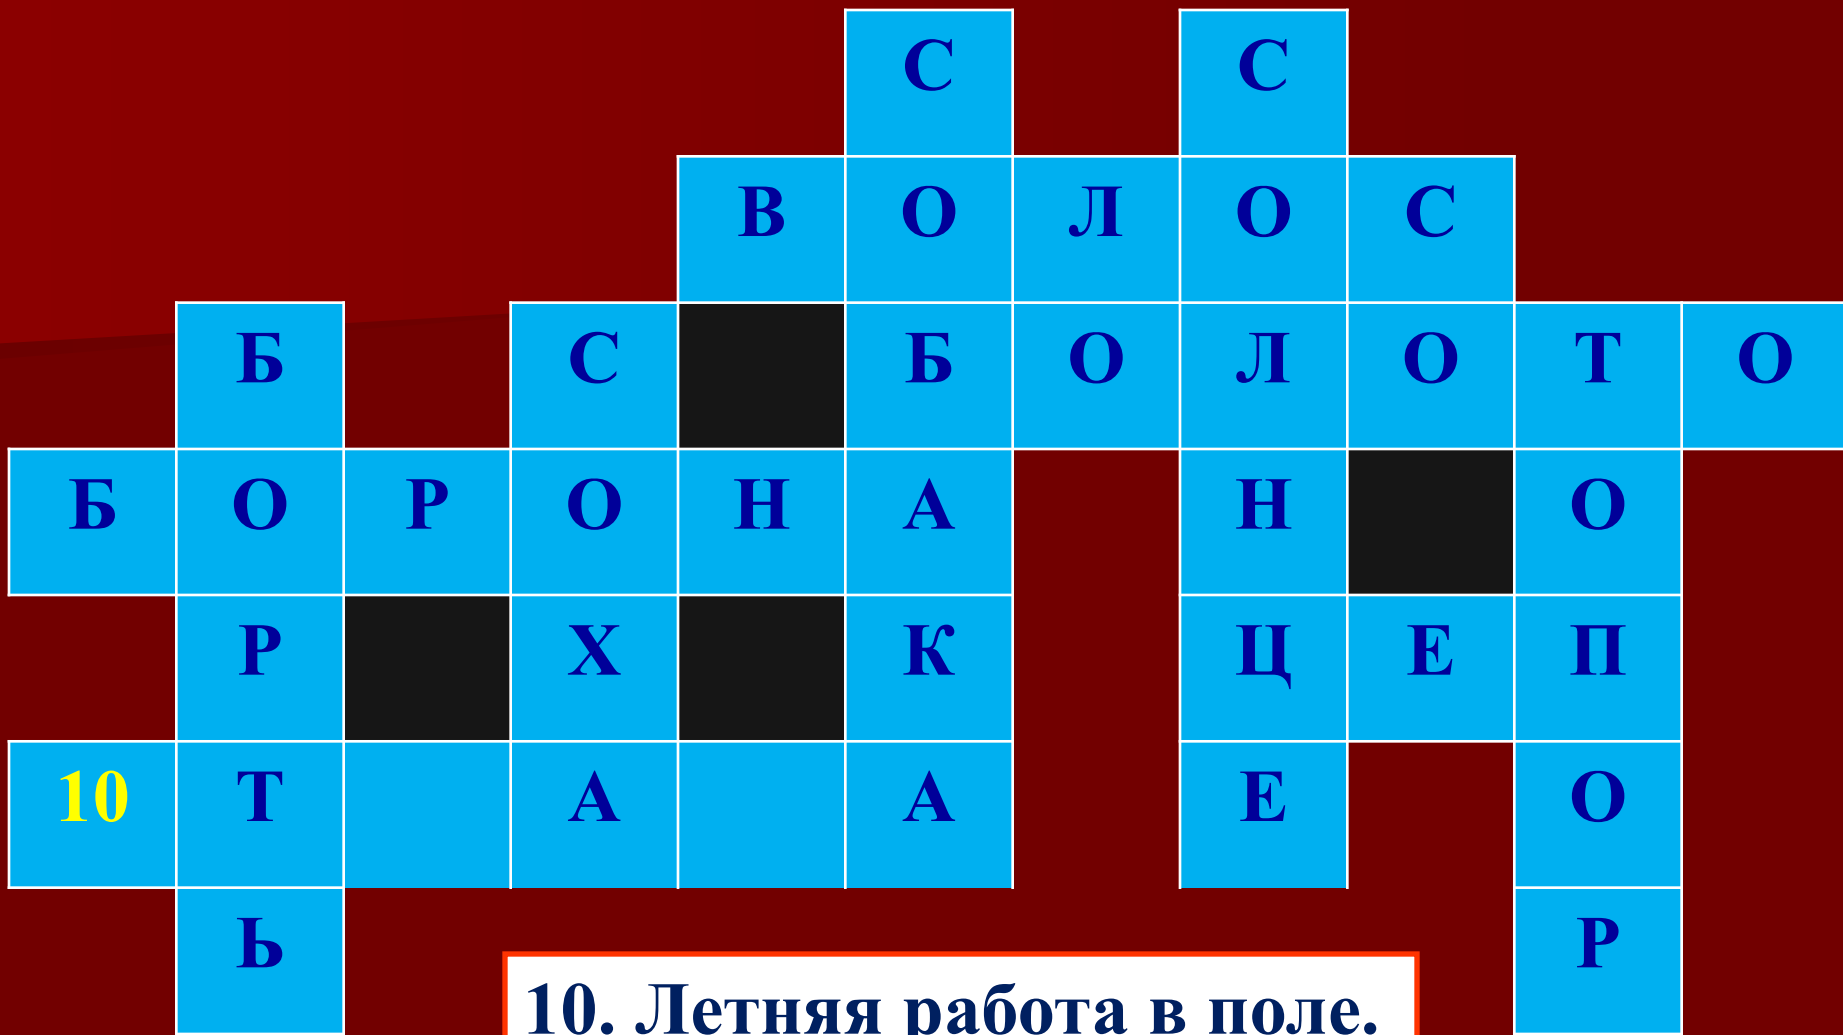 С С
В О Л О С
Б С Б О Л О Т О
Б О Р О Н А Н О
Р Х К Ц Е П
10 Т А А Е О
Ь Р
10. Летняя работа в поле.